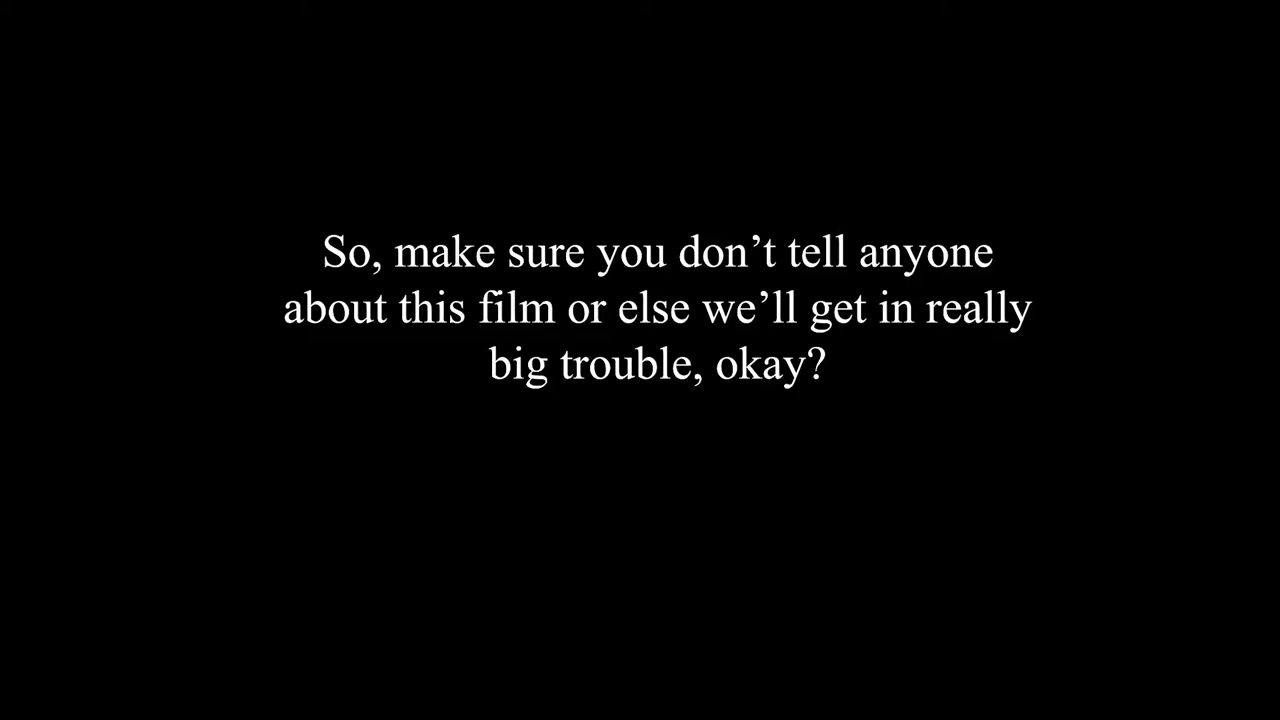 So, make sure you don’t tell anyone
about this film or else we’ll get in really
big trouble, okay?